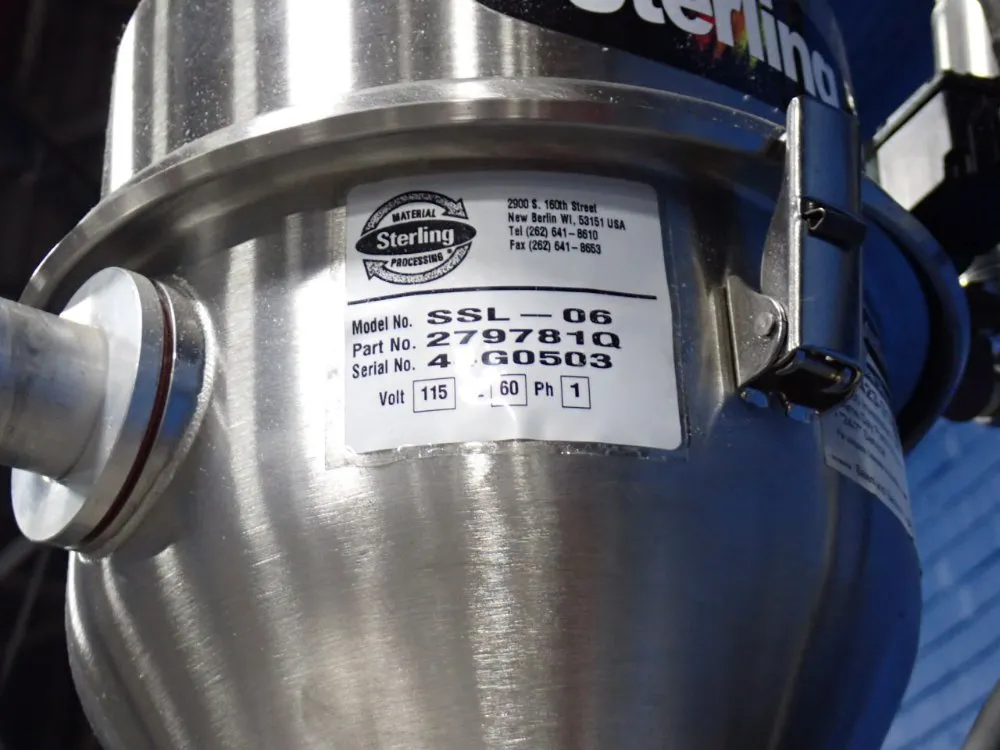 Sterling
MATERIAL
Sterling
PROCESSING
2900 S. 160th Street
New Berlin WI, 53151 USA
Tel (262) 641-8610
Fax (262) 641-8653
Model No. SSL-06
Part No. 279781Q
Serial No. G0503
Volt 115 60 Ph 1